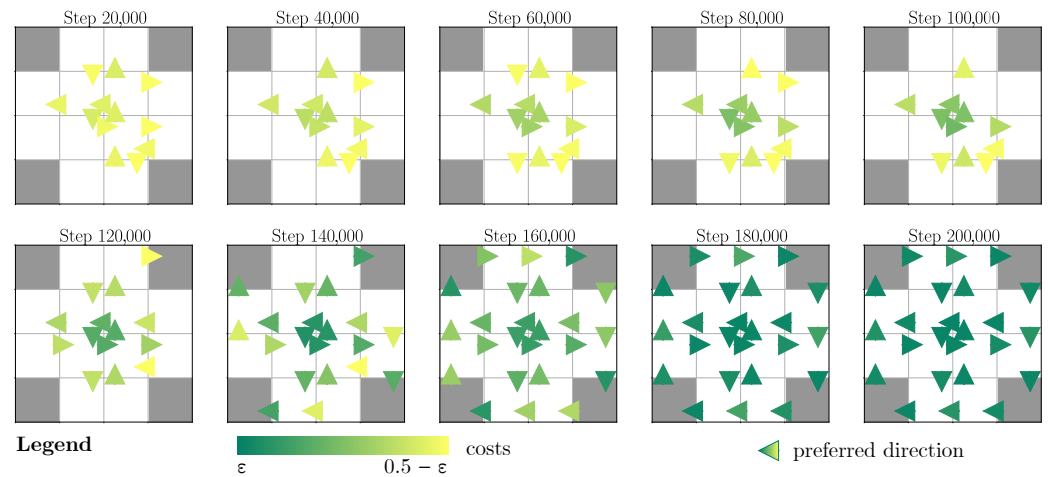 Step 20,000 Step 40,000 Step 60,000 Step 80,000 Step 100,000
Step 120,000 Step 140,000 Step 160,000 Step 180,000 Step 200,000
Legend costs preferred direction
ε 0.5 − ε